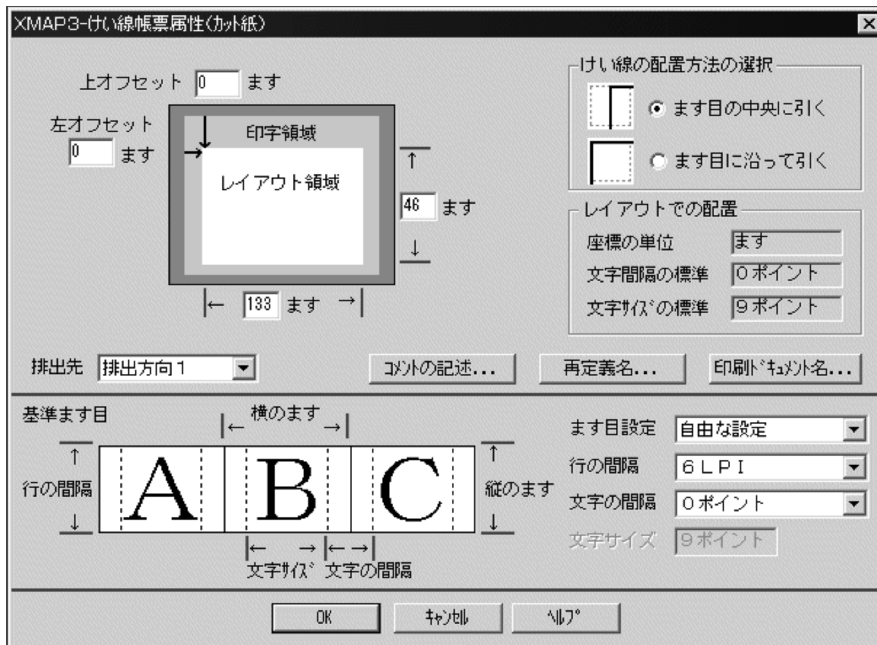 XMAP3-けい線帳票属性(ｶｯﾄ紙)
上オフセット 0 ます
左オフセット
0 ます
印字領域
レイアウト領域
46 ます
133 ます
けい線の配置方法の選択
ます目の中央に引く
ます目に沿って引く
レイアウトでの配置
座標の単位 ます
文字間隔の標準 0ポイント
文字ｻｲｽﾞの標準 9ポイント
排出先 排出方向1
ｺﾒﾝﾄの記述...
再定義名...
印刷ﾄﾞｷｭﾒﾝﾄ名...
基準ます目
横のます
行の間隔
A B C
縦のます
文字ｻｲｽﾞ 文字の間隔
ます目設定 自由な設定
行の間隔 6LPI
文字の間隔 0ポイント
文字サイズ 9ポイント
OK
ｷｬﾝｾﾙ
ﾍﾙﾌﾟ